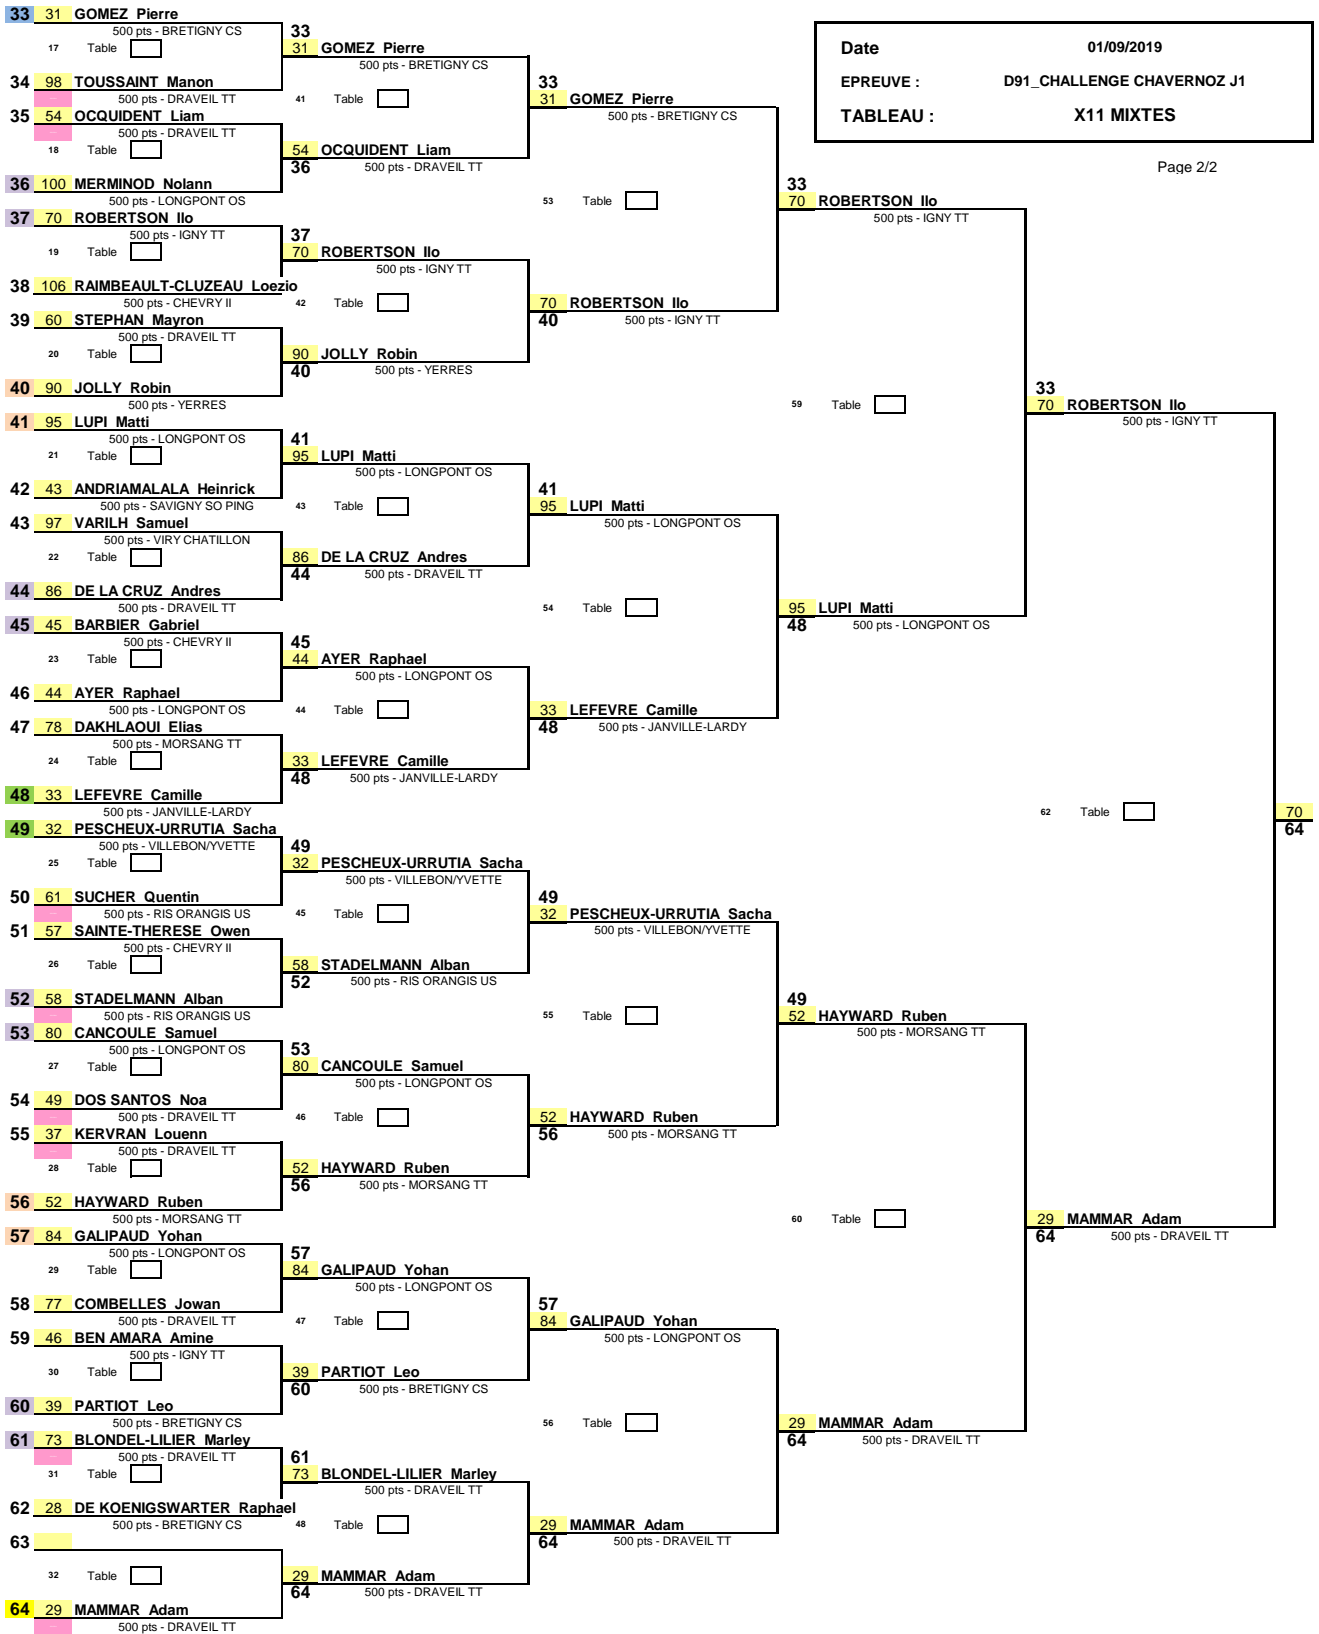 Date 01/09/2019
EPREUVE : D91_CHALLENGE CHAVERNOZ J1
TABLEAU : X11 MIXTES
Page 2/2
33 31 GOMEZ Pierre
500 pts - BRETIGNY CS
17 Table
34 98 TOUSSAINT Manon
500 pts - DRAVEIL TT
35 54 OCQUIDENT Liam
500 pts - DRAVEIL TT
18 Table
36 100 MERMINOD Nolann
500 pts - LONGPONT OS
37 70 ROBERTSON Ilo
500 pts - IGNY TT
19 Table
38 106 RAIMBEAULT-CLUZEAU Loezio
500 pts - CHEVRY II
39 60 STEPHAN Mayron
500 pts - DRAVEIL TT
20 Table
40 90 JOLLY Robin
500 pts - YERRES
41 95 LUPI Matti
500 pts - LONGPONT OS
21 Table
42 43 ANDRIAMALALA Heinrick
500 pts - SAVIGNY SO PING
43 97 VARILH Samuel
500 pts - VIRY CHATILLON
22 Table
44 86 DE LA CRUZ Andres
500 pts - DRAVEIL TT
45 45 BARBIER Gabriel
500 pts - CHEVRY II
23 Table
46 44 AYER Raphael
500 pts - LONGPONT OS
47 78 DAKHLAOUI Elias
500 pts - MORSANG TT
24 Table
48 33 LEFEVRE Camille
500 pts - JANVILLE-LARDY
49 32 PESCHEUX-URRUTIA Sacha
500 pts - VILLEBON/YVETTE
25 Table
50 61 SUCHER Quentin
500 pts - RIS ORANGIS US
51 57 SAINTE-THERESE Owen
500 pts - CHEVRY II
26 Table
52 58 STADELMANN Alban
500 pts - RIS ORANGIS US
53 80 CANCOULE Samuel
500 pts - LONGPONT OS
27 Table
54 49 DOS SANTOS Noa
500 pts - DRAVEIL TT
55 37 KERVRAN Louenn
500 pts - DRAVEIL TT
28 Table
56 52 HAYWARD Ruben
500 pts - MORSANG TT
57 84 GALIPAUD Yohan
500 pts - LONGPONT OS
29 Table
58 77 COMBELLES Jowan
500 pts - DRAVEIL TT
59 46 BEN AMARA Amine
500 pts - IGNY TT
30 Table
60 39 PARTIOT Leo
500 pts - BRETIGNY CS
61 73 BLONDEL-LILIER Marley
500 pts - DRAVEIL TT
31 Table
62 28 DE KOENIGSWARTER Raphael
500 pts - BRETIGNY CS
63
32 Table
64 29 MAMMAR Adam
500 pts - DRAVEIL TT
33
31 GOMEZ Pierre
500 pts - BRETIGNY CS
41 Table
54 OCQUIDENT Liam
36 500 pts - DRAVEIL TT
37
70 ROBERTSON Ilo
500 pts - IGNY TT
42 Table
90 JOLLY Robin
40 500 pts - YERRES
41
95 LUPI Matti
500 pts - LONGPONT OS
43 Table
86 DE LA CRUZ Andres
44 500 pts - DRAVEIL TT
45
44 AYER Raphael
500 pts - LONGPONT OS
44 Table
33 LEFEVRE Camille
48 500 pts - JANVILLE-LARDY
49
32 PESCHEUX-URRUTIA Sacha
500 pts - VILLEBON/YVETTE
45 Table
58 STADELMANN Alban
52 500 pts - RIS ORANGIS US
53
80 CANCOULE Samuel
500 pts - LONGPONT OS
46 Table
52 HAYWARD Ruben
56 500 pts - MORSANG TT
57
84 GALIPAUD Yohan
500 pts - LONGPONT OS
47 Table
39 PARTIOT Leo
60 500 pts - BRETIGNY CS
61
73 BLONDEL-LILIER Marley
500 pts - DRAVEIL TT
48 Table
29 MAMMAR Adam
64 500 pts - DRAVEIL TT
33
31 GOMEZ Pierre
500 pts - BRETIGNY CS
53 Table
70 ROBERTSON Ilo
40 500 pts - IGNY TT
41
95 LUPI Matti
500 pts - LONGPONT OS
54 Table
33 LEFEVRE Camille
48 500 pts - JANVILLE-LARDY
49
32 PESCHEUX-URRUTIA Sacha
500 pts - VILLEBON/YVETTE
55 Table
52 HAYWARD Ruben
56 500 pts - MORSANG TT
57
84 GALIPAUD Yohan
500 pts - LONGPONT OS
56 Table
29 MAMMAR Adam
64 500 pts - DRAVEIL TT
33
70 ROBERTSON Ilo
500 pts - IGNY TT
59 Table
95 LUPI Matti
48 500 pts - LONGPONT OS
49
52 HAYWARD Ruben
500 pts - MORSANG TT
60 Table
29 MAMMAR Adam
64 500 pts - DRAVEIL TT
33
70 ROBERTSON Ilo
500 pts - IGNY TT
62 Table
29 MAMMAR Adam
64 500 pts - DRAVEIL TT
70
64